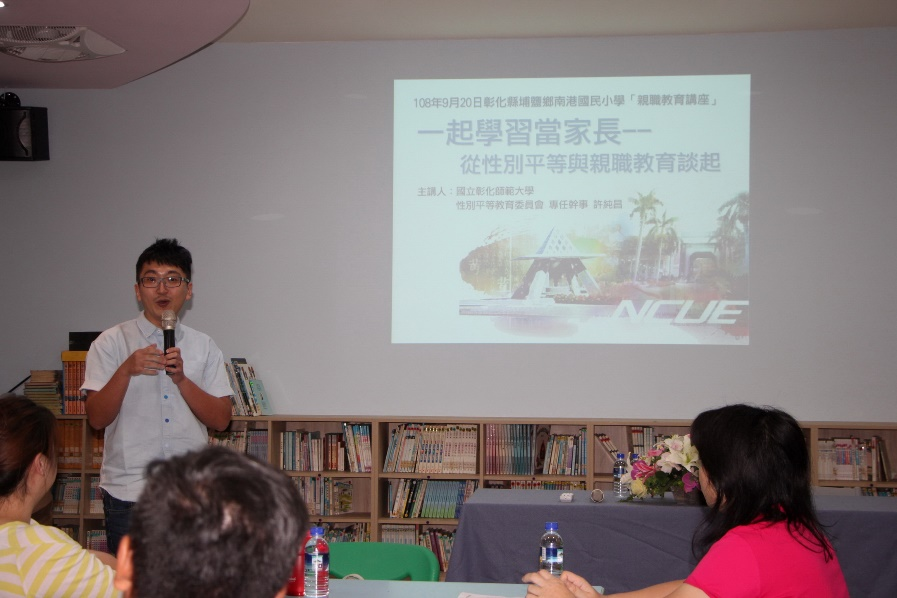 108年9月20日彰化縣埔鹽鄉南港國民小學「親職教育講座」
一起學習當家長--
從性別平等與親職教育談起
主講人：國立彰化師範大學
性別平等教育委員會 專任幹事 許純昌
NCUE